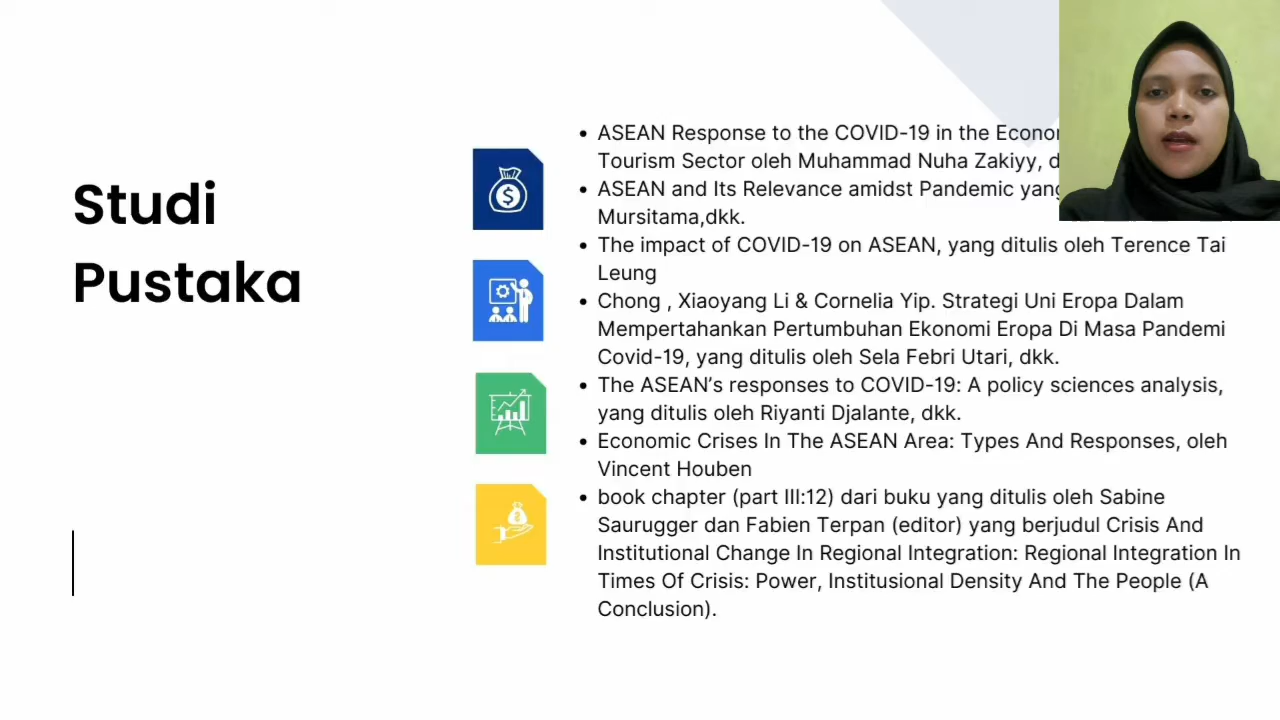 Studi
Pustaka
• ASEAN Response to the COVID-19 in the
Tourism Sector oleh Muhammad Nuha Zakiyy,
• ASEAN and Its Relevance amidst Pandemic
Mursitama,dkk.
• The impact of COVID-19 on ASEAN, yang ditulis oleh Terence Tai
Leung
• Chong , Xiaoyang Li & Cornelia Yip. Strategi Uni Eropa Dalam
Mempertahankan Pertumbuhan Ekonomi Eropa Di Masa Pandemi
Covid-19, yang ditulis oleh Sela Febri Utari, dkk.
• The ASEAN’s responses to COVID-19: A policy sciences analysis,
yang ditulis oleh Riyanti Djalante, dkk.
• Economic Crises In The ASEAN Area: Types And Responses, oleh
Vincent Houben
• book chapter (part III:12) dari buku yang ditulis oleh Sabine
Saurugger dan Fabien Terpan (editor) yang berjudul Crisis And
Institutional Change In Regional Integration: Regional Integration In
Times Of Crisis: Power, Institusional Density And The People (A
Conclusion).